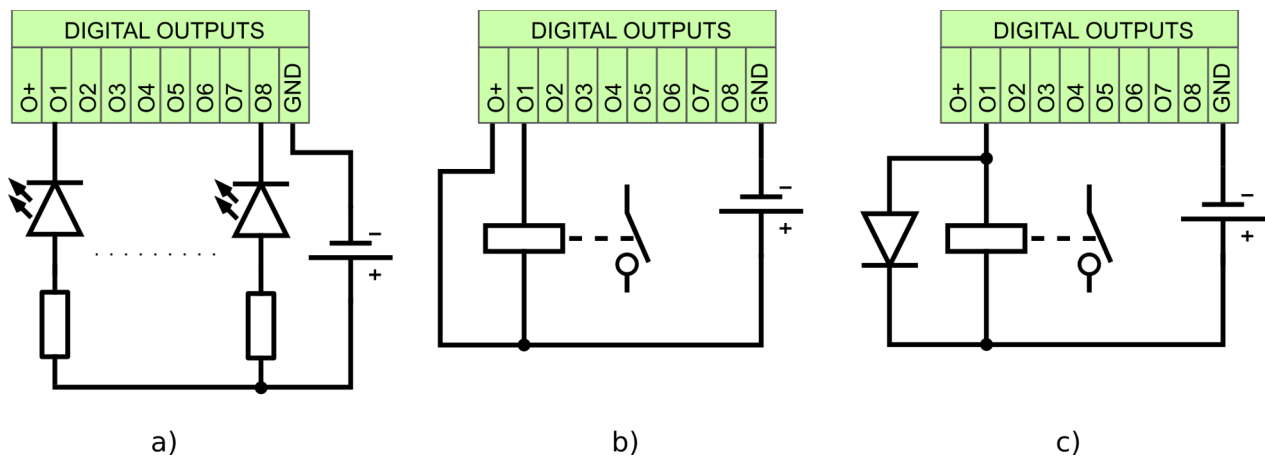 DIGITAL OUTPUTS
O+ O1 O2 O3 O4 O5 O6 O7 O8 GND
−
+
a)
DIGITAL OUTPUTS
O+ O1 O2 O3 O4 O5 O6 O7 O8 GND
−
+
b)
DIGITAL OUTPUTS
O+ O1 O2 O3 O4 O5 O6 O7 O8 GND
−
+
c)